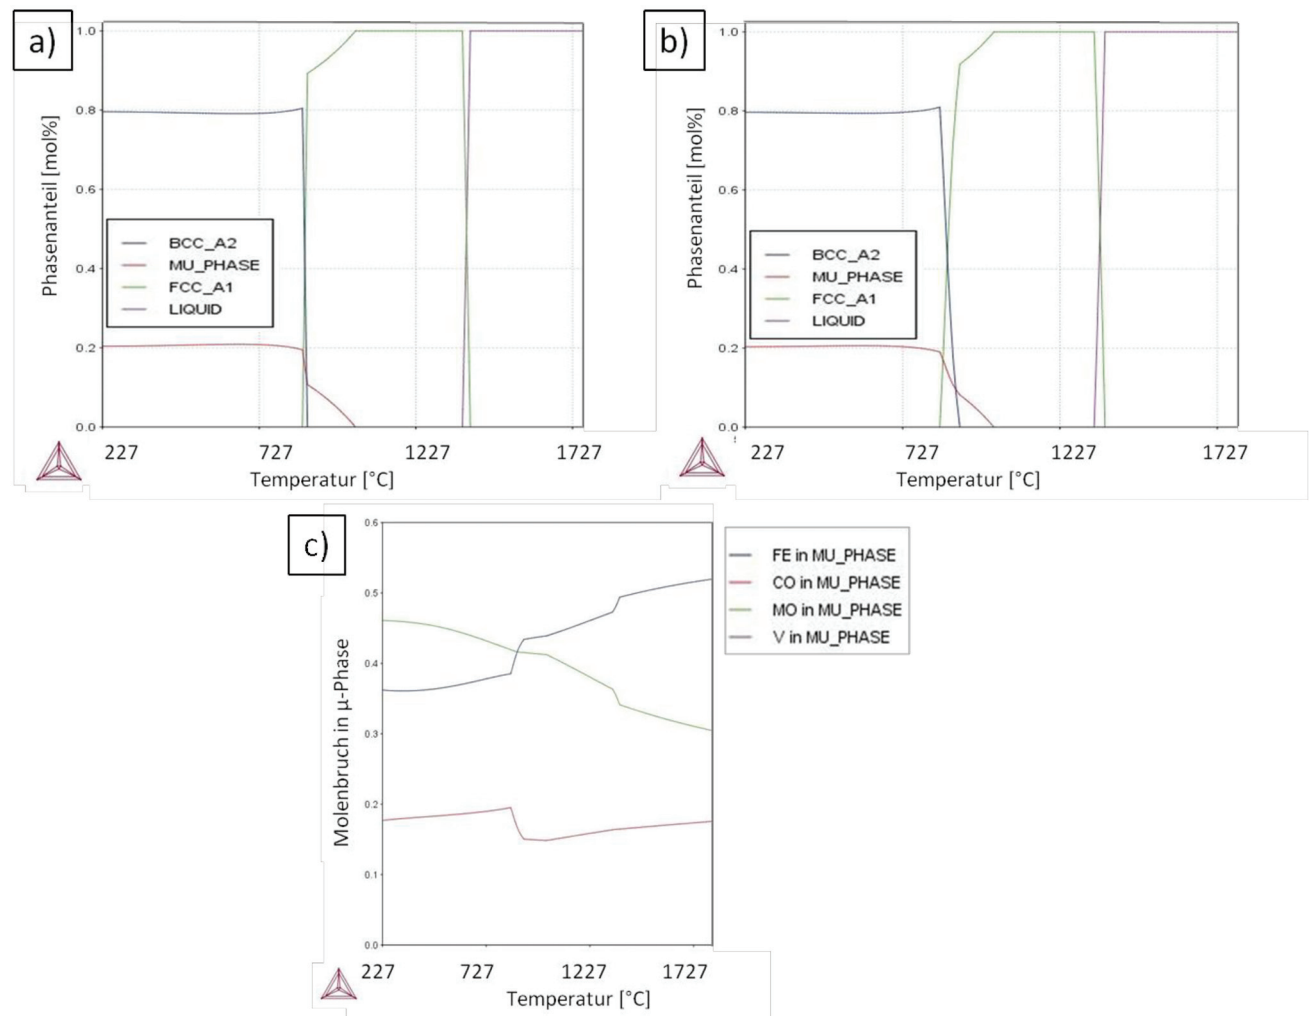 a)
1.0
0.8
0.6
0.4
0.2
0.0
Phasenanteil [mol%]
BCC_A2
MU_PHASE
FCC_A1
LIQUID
227 727 1227 1727
Temperatur [°C]
b)
1.0
0.8
0.6
0.4
0.2
0.0
Phasenanteil [mol%]
BCC_A2
MU_PHASE
FCC_A1
LIQUID
227 727 1227 1727
Temperatur [°C]
c)
0.6
0.5
0.4
0.3
0.2
0.1
0.0
Molenbruch in µ-Phase
FE in MU_PHASE
CO in MU_PHASE
MO in MU_PHASE
V in MU_PHASE
227 727 1227 1727
Temperatur [°C]